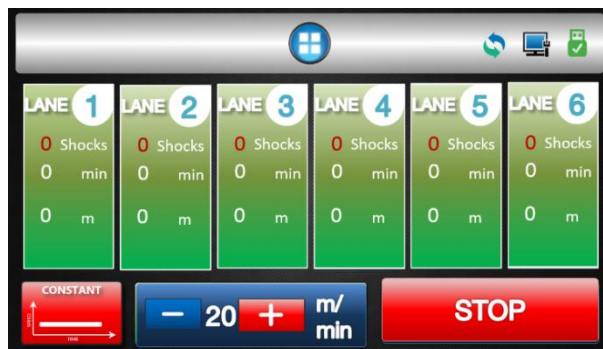 LANE 1
0 Shocks
0 min
0 m
LANE 2
0 Shocks
0 min
0 m
LANE 3
0 Shocks
0 min
0 m
LANE 4
0 Shocks
0 min
0 m
LANE 5
0 Shocks
0 min
0 m
LANE 6
0 Shocks
0 min
0 m
CONSTANT
TIME
− 20 + m/
min
STOP